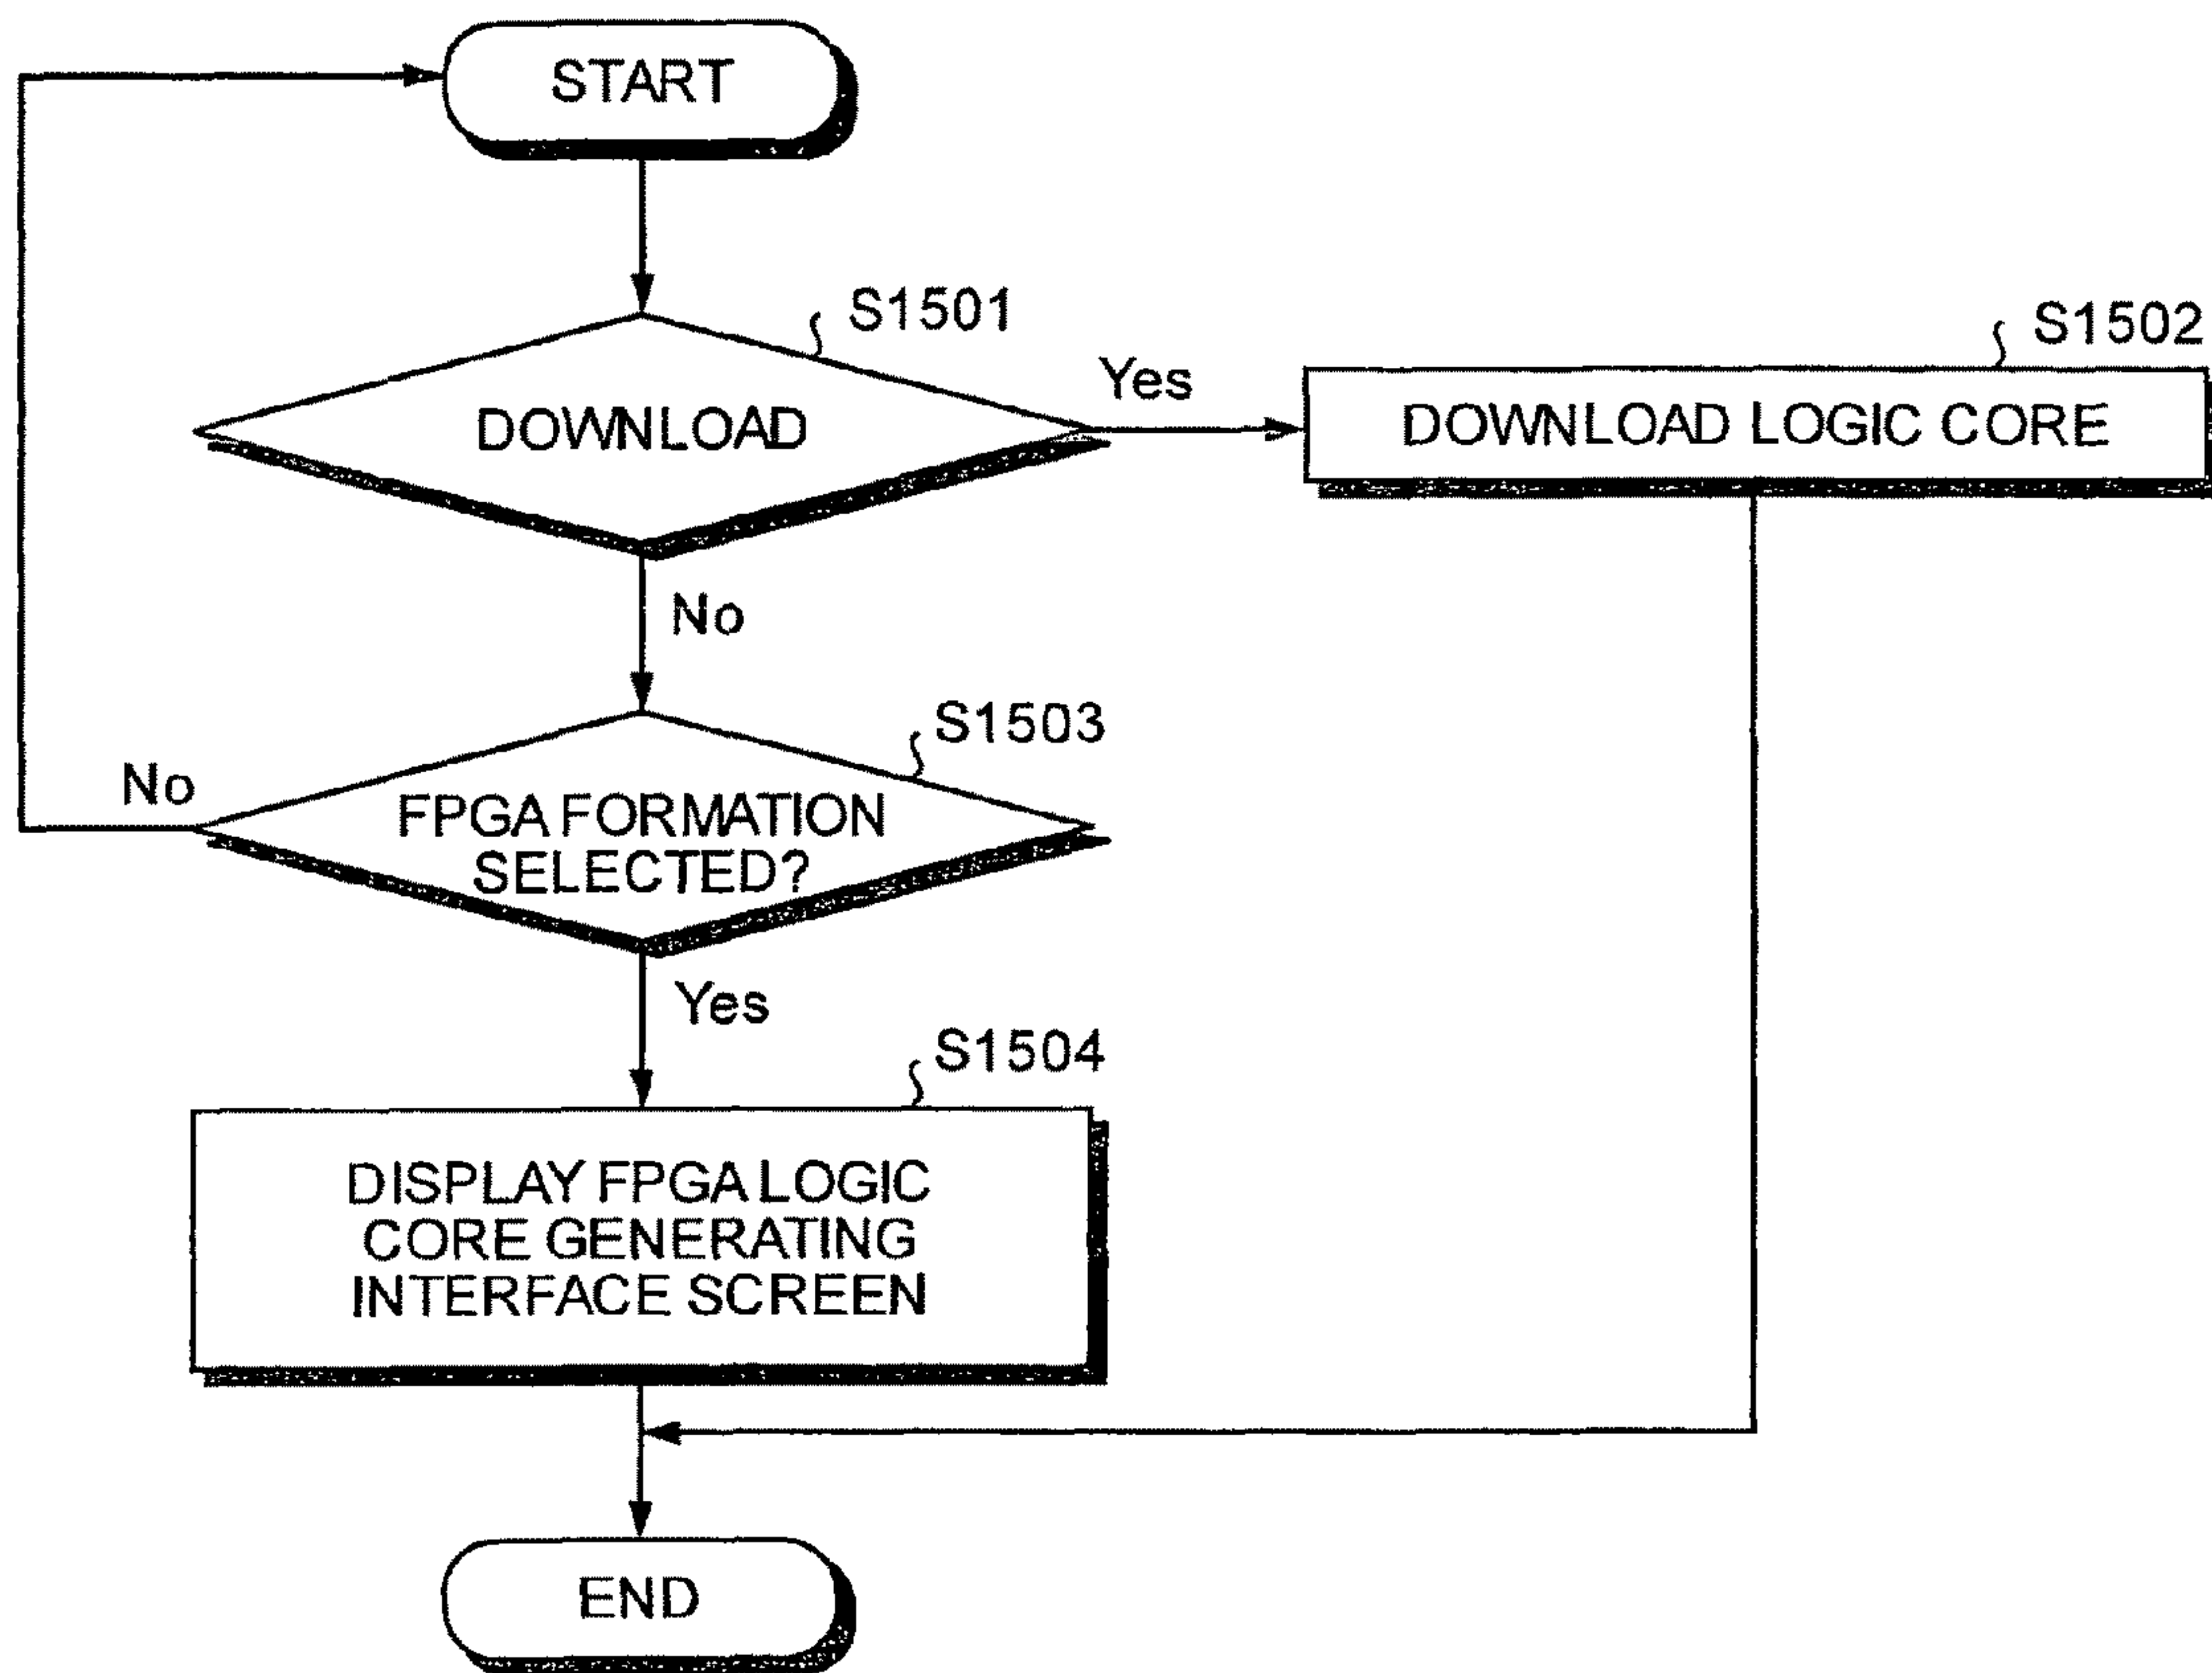 START
S1501
DOWNLOAD
Yes
S1502
DOWNLOAD LOGIC CORE
No
S1503
FPGA FORMATION
SELECTED?
No
Yes
S1504
DISPLAY FPGA LOGIC
CORE GENERATING
INTERFACE SCREEN
END